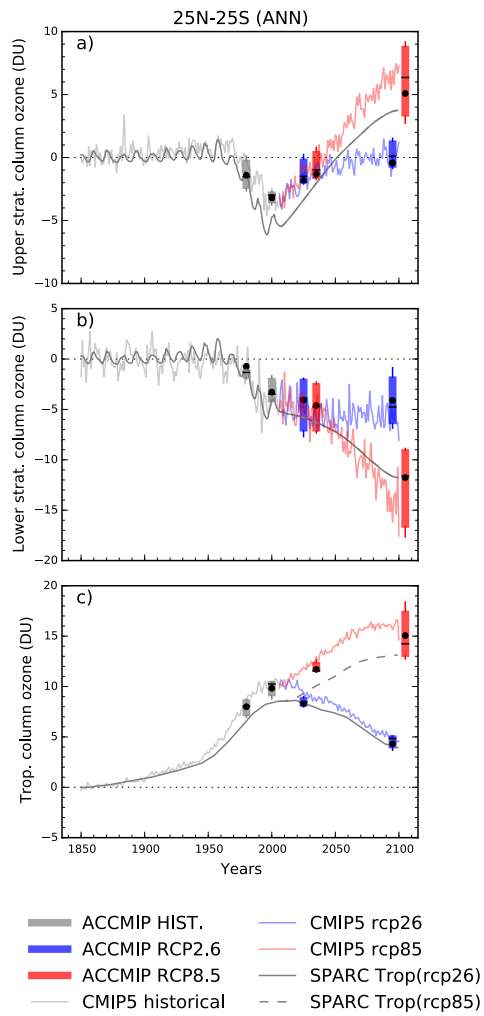 25N-25S (ANN)
a)
Upper strat. column ozone (DU)
10
5
0
−5
−10
b)
Lower strat. column ozone (DU)
5
0
−5
−10
−15
−20
c)
Trop. column ozone (DU)
20
15
10
5
0
−5
1850 1900 1950 2000 2050 2100
Years
ACCMIP HIST.
ACCMIP RCP2.6
ACCMIP RCP8.5
CMIP5 historical
CMIP5 rcp26
CMIP5 rcp85
SPARC Trop(rcp26)
SPARC Trop(rcp85)